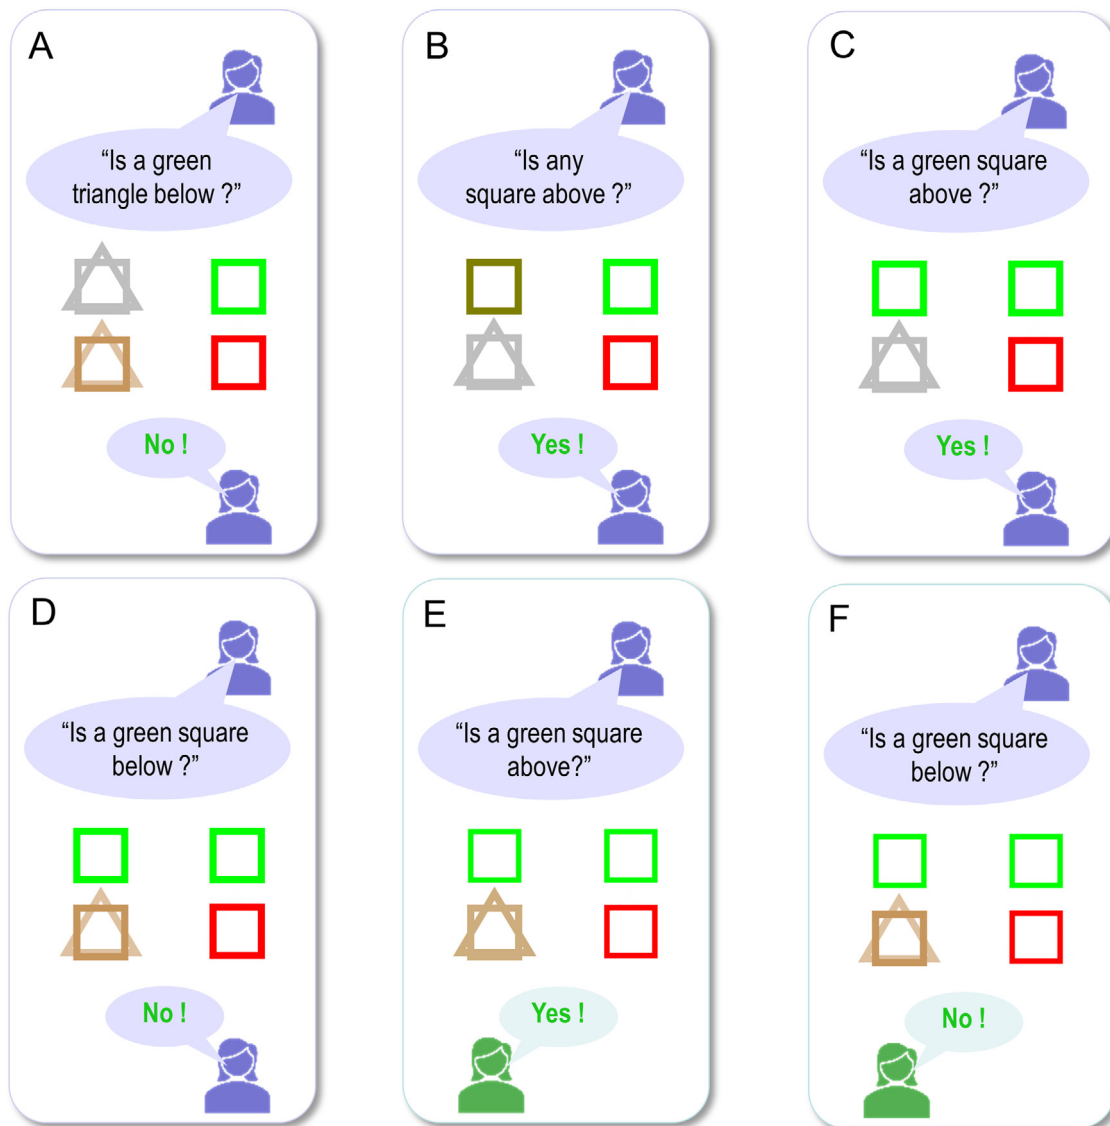 A
“Is a green
triangle below ?”
No !
B
“Is any
square above ?”
Yes !
C
“Is a green square
above ?”
Yes !
D
“Is a green square
below ?”
No !
E
“Is a green square
above?”
Yes !
F
“Is a green square
below ?”
No !